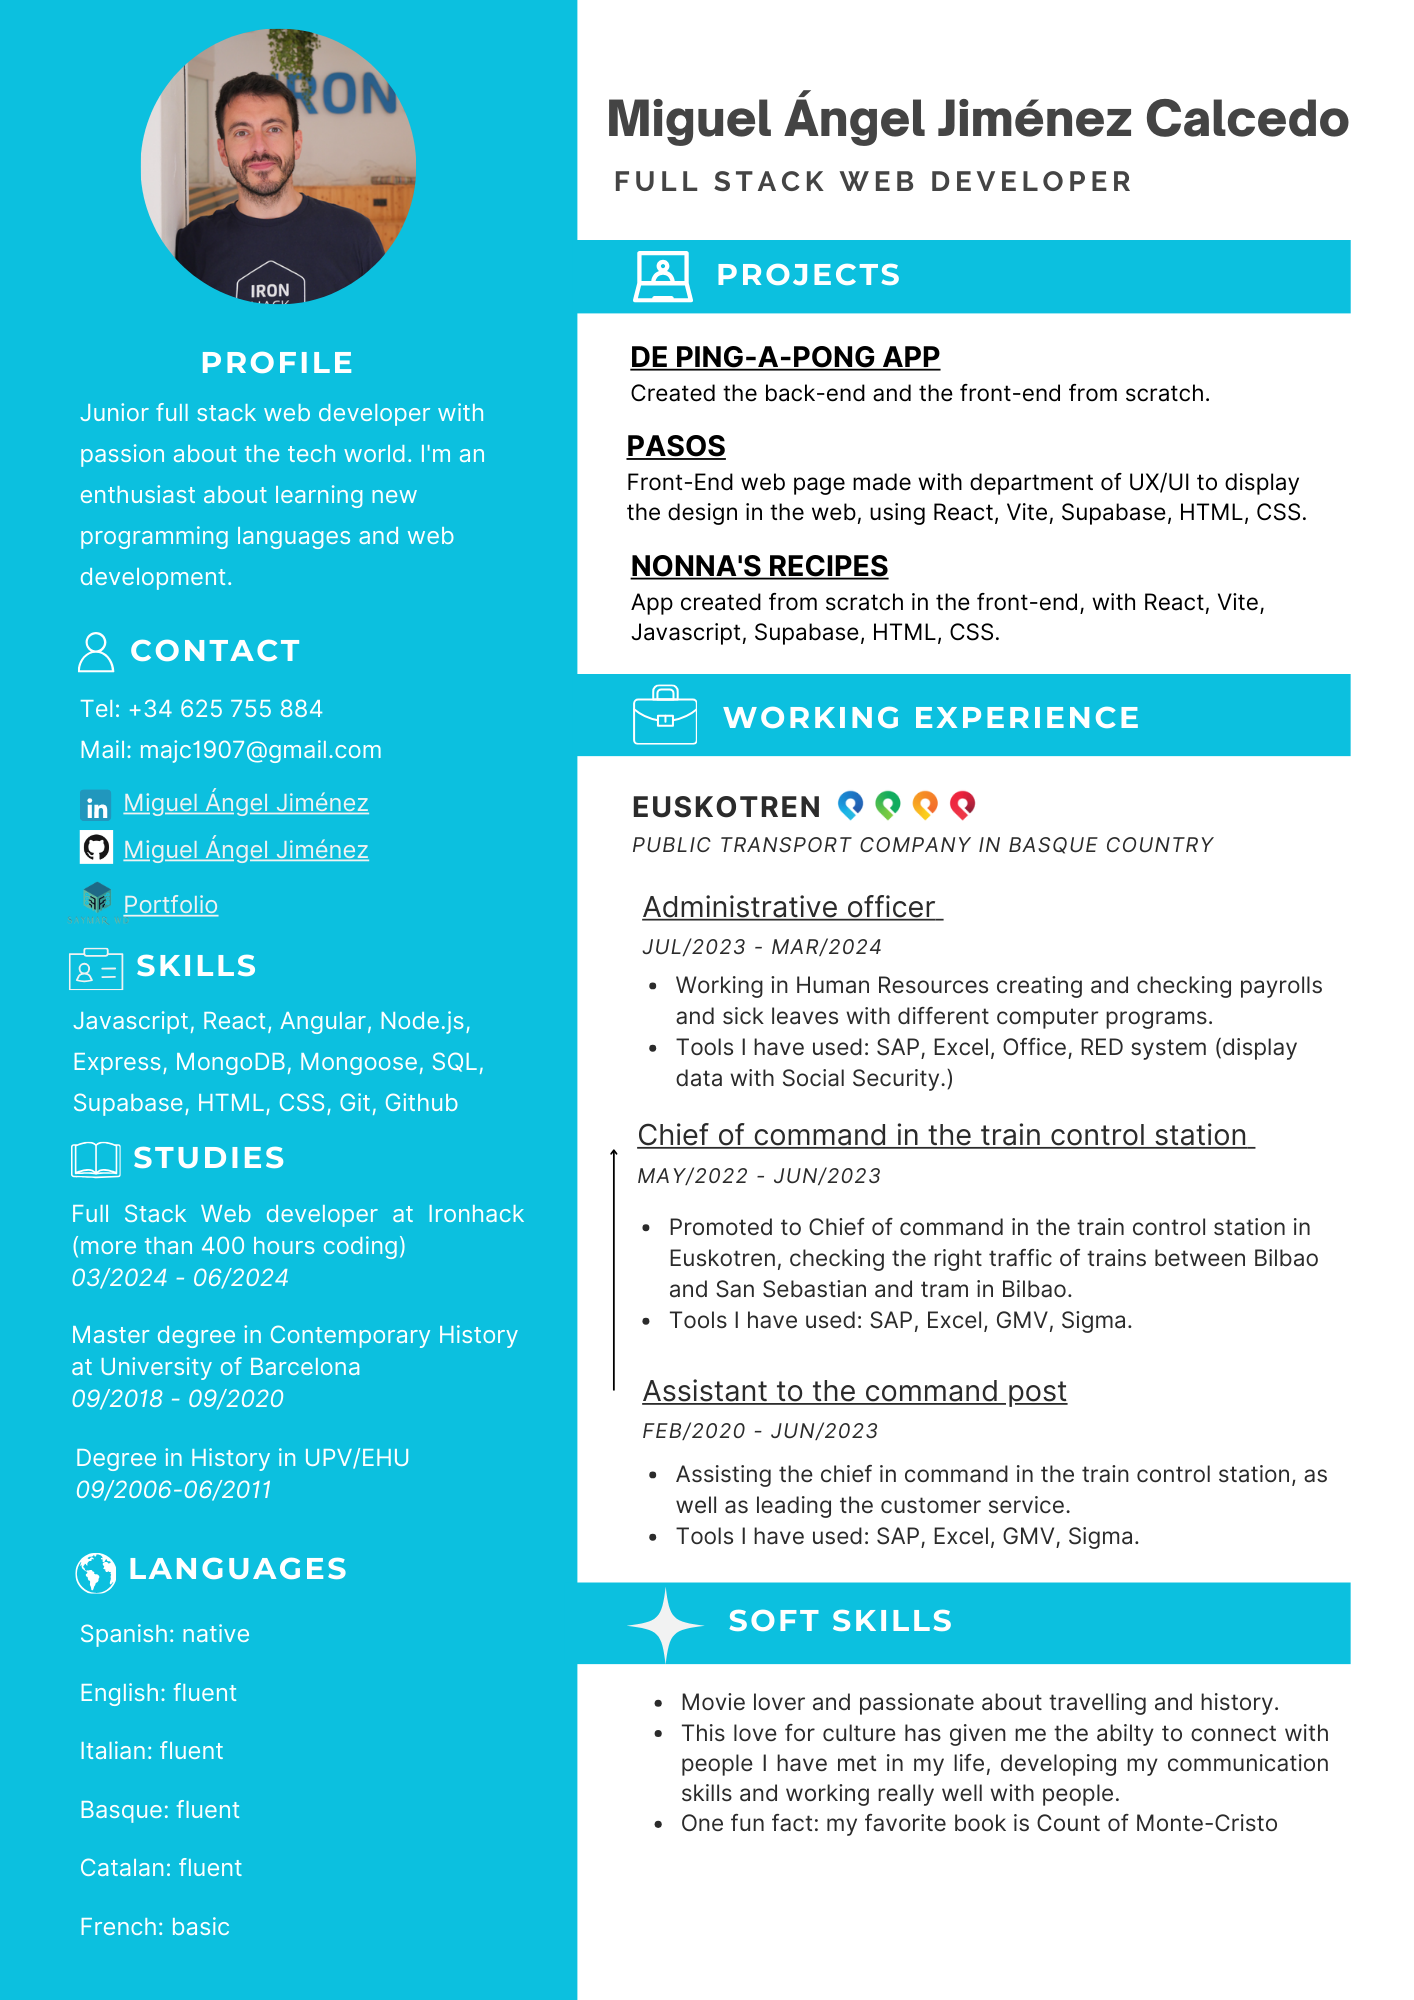 IRON
IRON
PROFILE
Junior full stack web developer with
passion about the tech world. I'm an
enthusiast about learning new
programming languages and web
development.
CONTACT
Tel: +34 625 755 884
Mail: majc1907@gmail.com
in Miguel Ángel Jiménez
Miguel Ángel Jiménez
Portfolio
SKILLS
Javascript, React, Angular, Node.js,
Express, MongoDB, Mongoose, SQL,
Supabase, HTML, CSS, Git, Github
STUDIES
Full Stack Web developer at Ironhack
(more than 400 hours coding)
03/2024 - 06/2024
Master degree in Contemporary History
at University of Barcelona
09/2018 - 09/2020
Degree in History in UPV/EHU
09/2006-06/2011
LANGUAGES
Spanish: native
English: fluent
Italian: fluent
Basque: fluent
Catalan: fluent
French: basic
Miguel Ángel Jiménez Calcedo
FULL STACK WEB DEVELOPER
PROJECTS
DE PING-A-PONG APP
Created the back-end and the front-end from scratch.
PASOS
Front-End web page made with department of UX/UI to display
the design in the web, using React, Vite, Supabase, HTML, CSS.
NONNA'S RECIPES
App created from scratch in the front-end, with React, Vite,
Javascript, Supabase, HTML, CSS.
WORKING EXPERIENCE
EUSKOTREN
PUBLIC TRANSPORT COMPANY IN BASQUE COUNTRY
Administrative officer
JUL/2023 - MAR/2024
• Working in Human Resources creating and checking payrolls
and sick leaves with different computer programs.
• Tools I have used: SAP, Excel, Office, RED system (display
data with Social Security.)
Chief of command in the train control station
MAY/2022 - JUN/2023
• Promoted to Chief of command in the train control station in
Euskotren, checking the right traffic of trains between Bilbao
and San Sebastian and tram in Bilbao.
• Tools I have used: SAP, Excel, GMV, Sigma.
Assistant to the command post
FEB/2020 - JUN/2023
• Assisting the chief in command in the train control station, as
well as leading the customer service.
• Tools I have used: SAP, Excel, GMV, Sigma.
SOFT SKILLS
• Movie lover and passionate about travelling and history.
• This love for culture has given me the abilty to connect with
people I have met in my life, developing my communication
skills and working really well with people.
• One fun fact: my favorite book is Count of Monte-Cristo